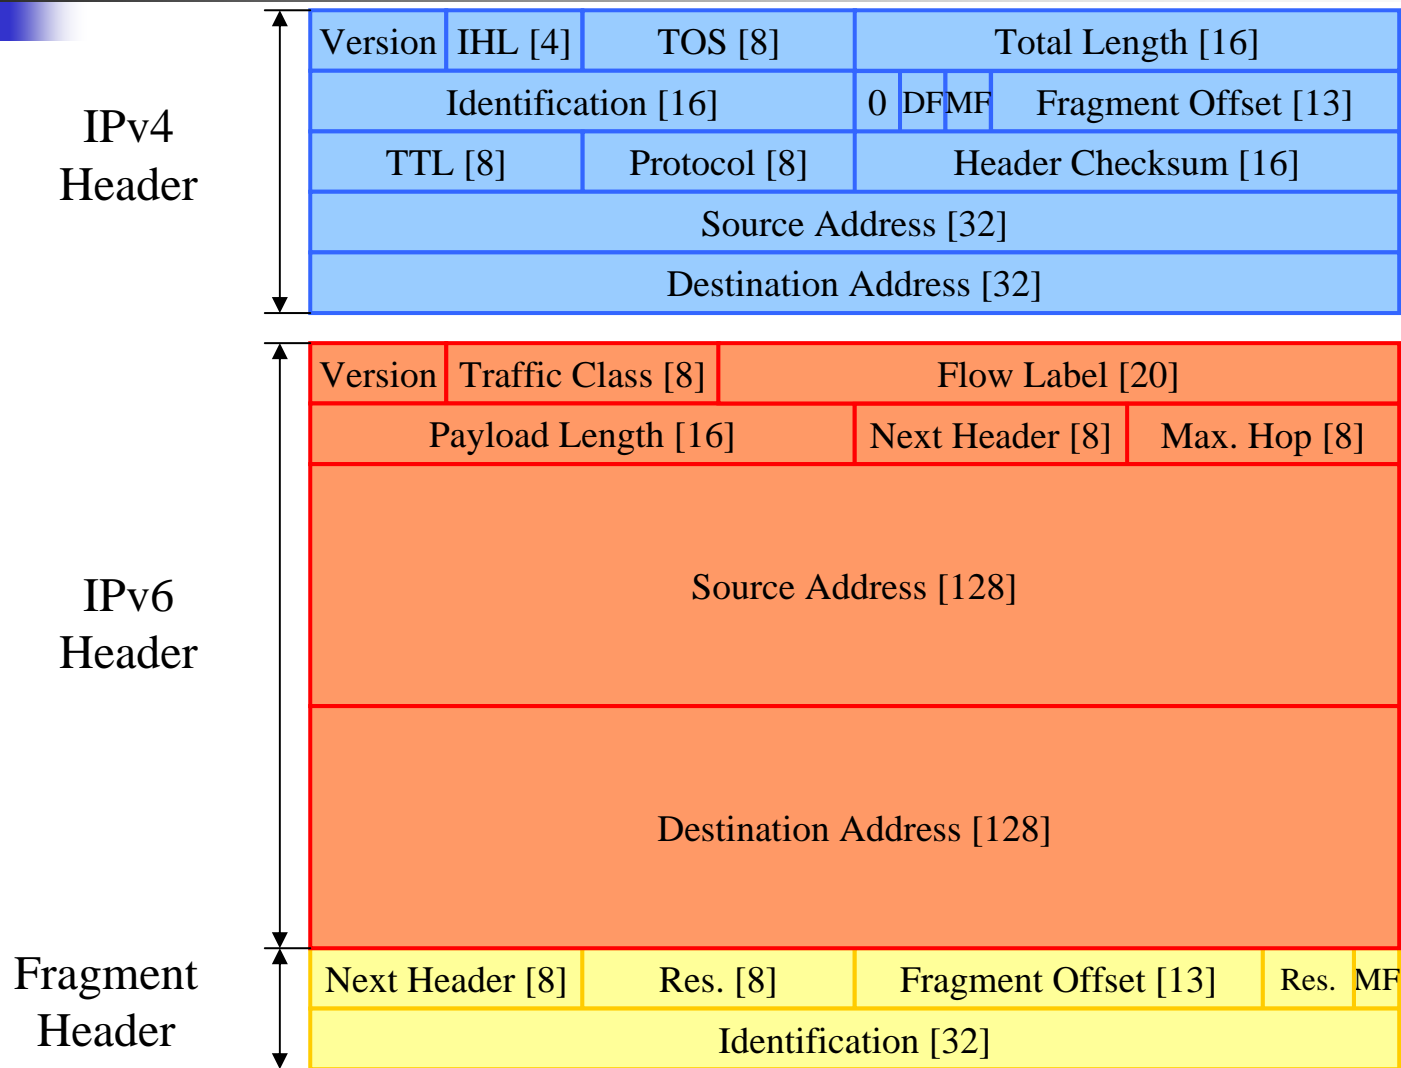 IPv4
Header
Version IHL [4] TOS [8] Total Length [16]
Identification [16] 0 DF MF Fragment Offset [13]
TTL [8] Protocol [8] Header Checksum [16]
Source Address [32]
Destination Address [32]
IPv6
Header
Version Traffic Class [8] Flow Label [20]
Payload Length [16] Next Header [8] Max. Hop [8]
Source Address [128]
Destination Address [128]
Fragment
Header
Next Header [8] Res. [8] Fragment Offset [13] Res. MF
Identification [32]